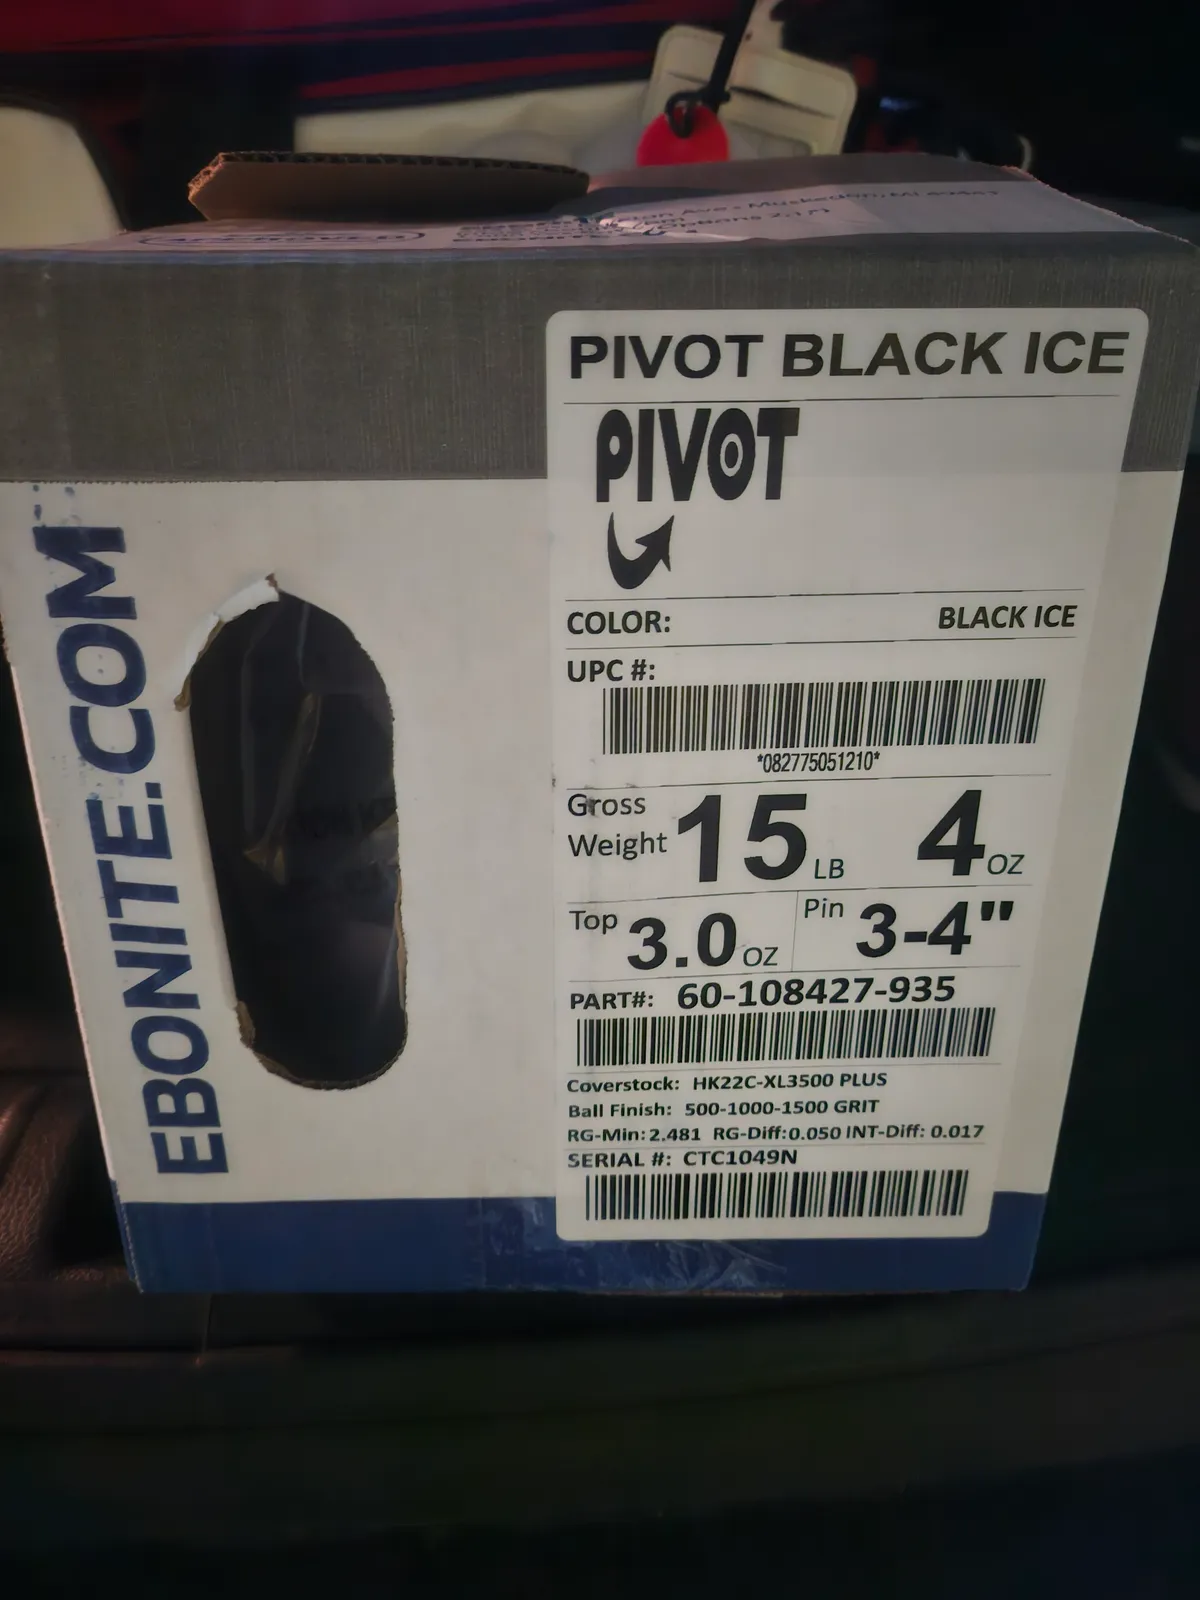 PIVOT BLACK ICE
PIVOT
COLOR: BLACK ICE
UPC #:
*082775051210*
Gross Weight 15 LB 4 OZ
Top 3.0 OZ Pin 3-4"
PART#: 60-108427-935
Coverstock: HK22C-XL3500 PLUS
Ball Finish: 500-1000-1500 GRIT
RG-Min: 2.481 RG-Diff: 0.050 INT-Diff: 0.017
SERIAL #: CTC1049N
EBONITE.COM